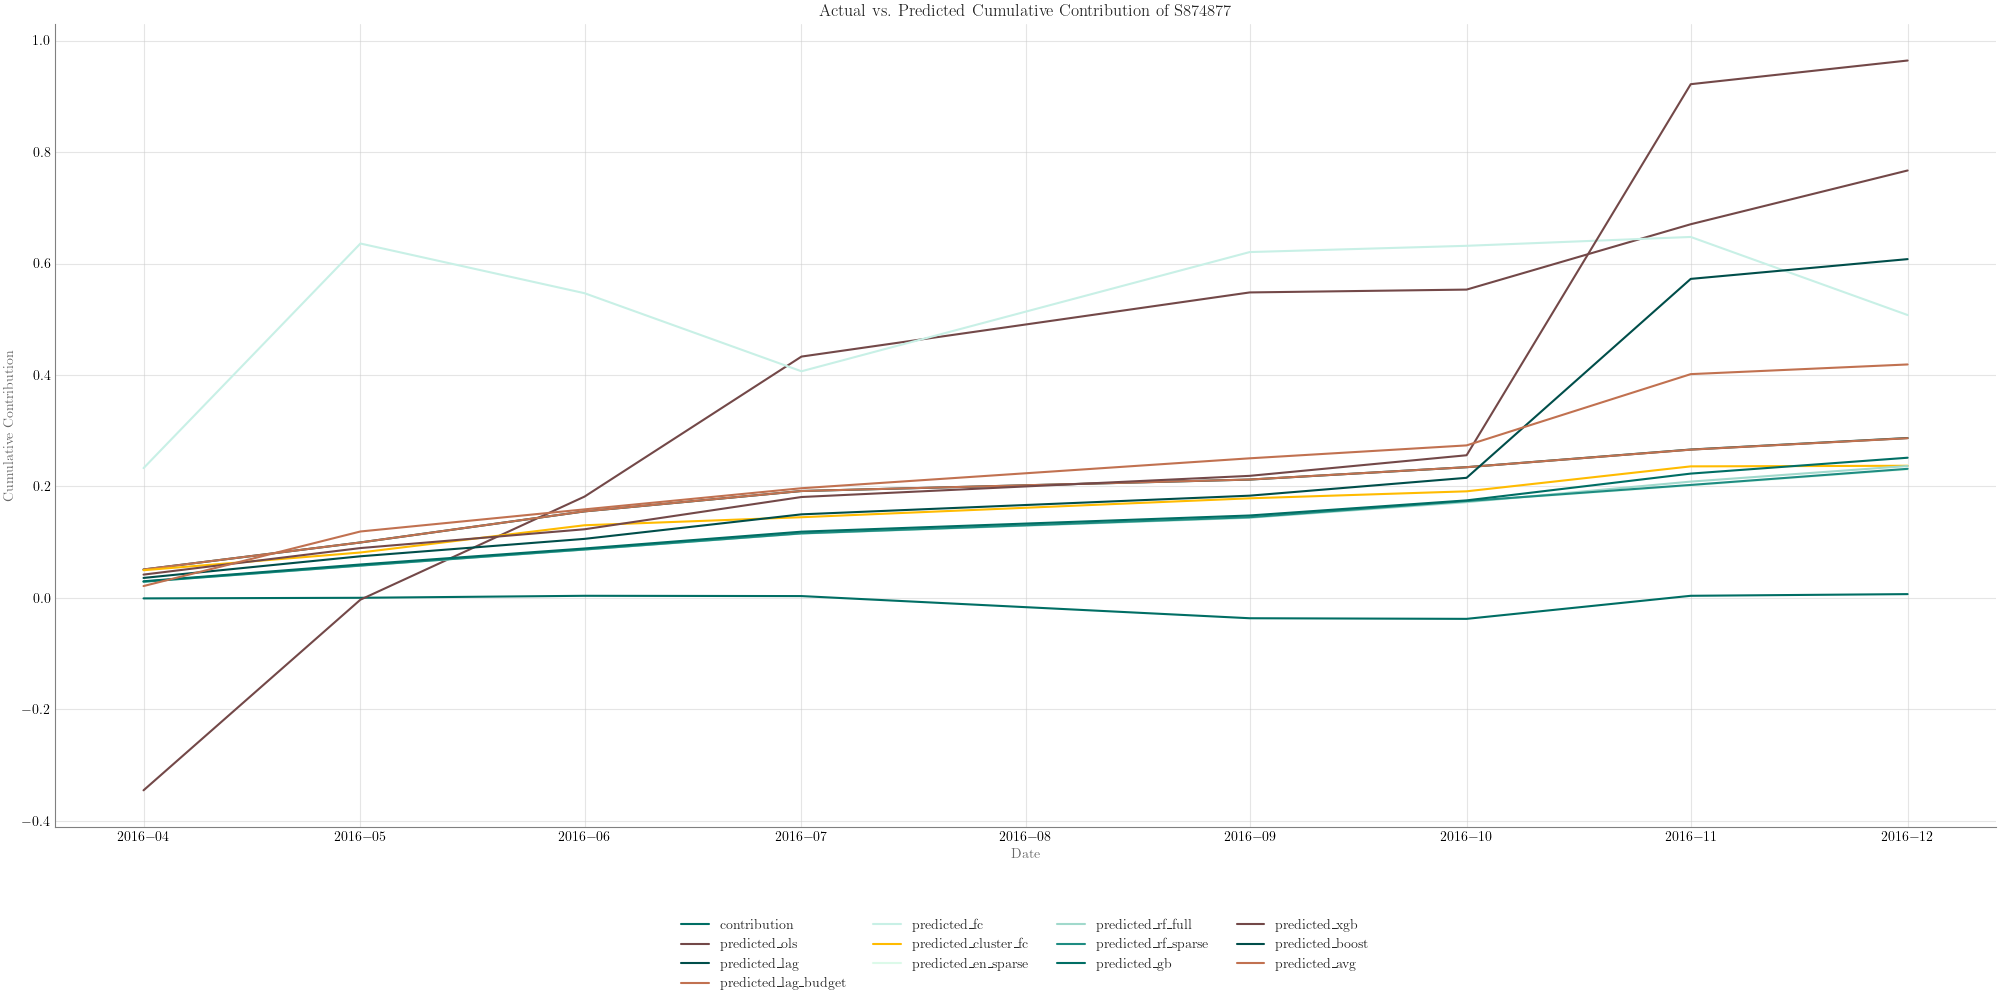 Actual vs. Predicted Cumulative Contribution of S874877
Cumulative Contribution
1.0
0.8
0.6
0.4
0.2
0.0
−0.2
−0.4
2016−04 2016−05 2016−06 2016−07 2016−08 2016−09 2016−10 2016−11 2016−12
Date
contribution predicted_fc predicted_rf_full predicted_xgb
predicted_ols predicted_cluster_fc predicted_rf_sparse predicted_boost
predicted_lag predicted_en_sparse predicted_gb predicted_avg
predicted_lag_budget